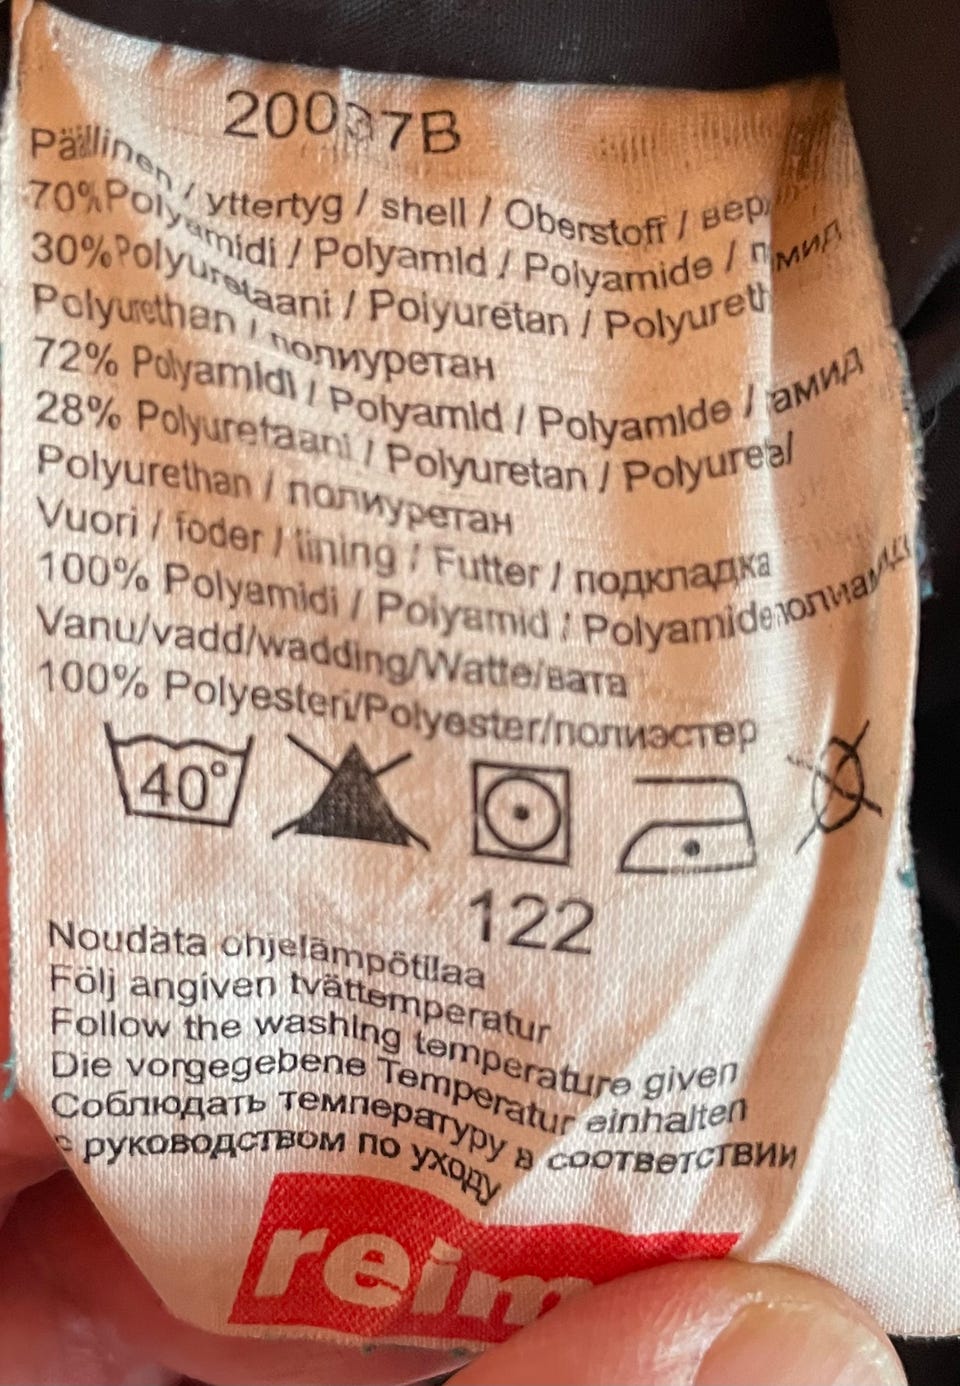 20037B
Päällinen / yttertyg / shell / Oberstoff /
70%Polyamidi / Polyamid / Polyamide /
30%Polyuretaani / Polyuretan /
Polyurethan / полиуретан
72% Polyamidi / Polyamid / Polyamide /
28% Polyuretaani / Polyuretan /
Polyurethan / полиуретан
Vuori / foder / lining / Futter / подкладка
100% Polyamidi / Polyamid / Polyamide
Vanu/vadd/wadding/Watte/вата
100% Polyesteri/Polyester/полиэстер
40°
122
Noudata ohjelämpötilaa
Följ angiven tvättemperatur
Follow the washing temperature given
Die vorgegebene Temperatur einhalten
Соблюдать температуру в соответствии
с руководством по уходу